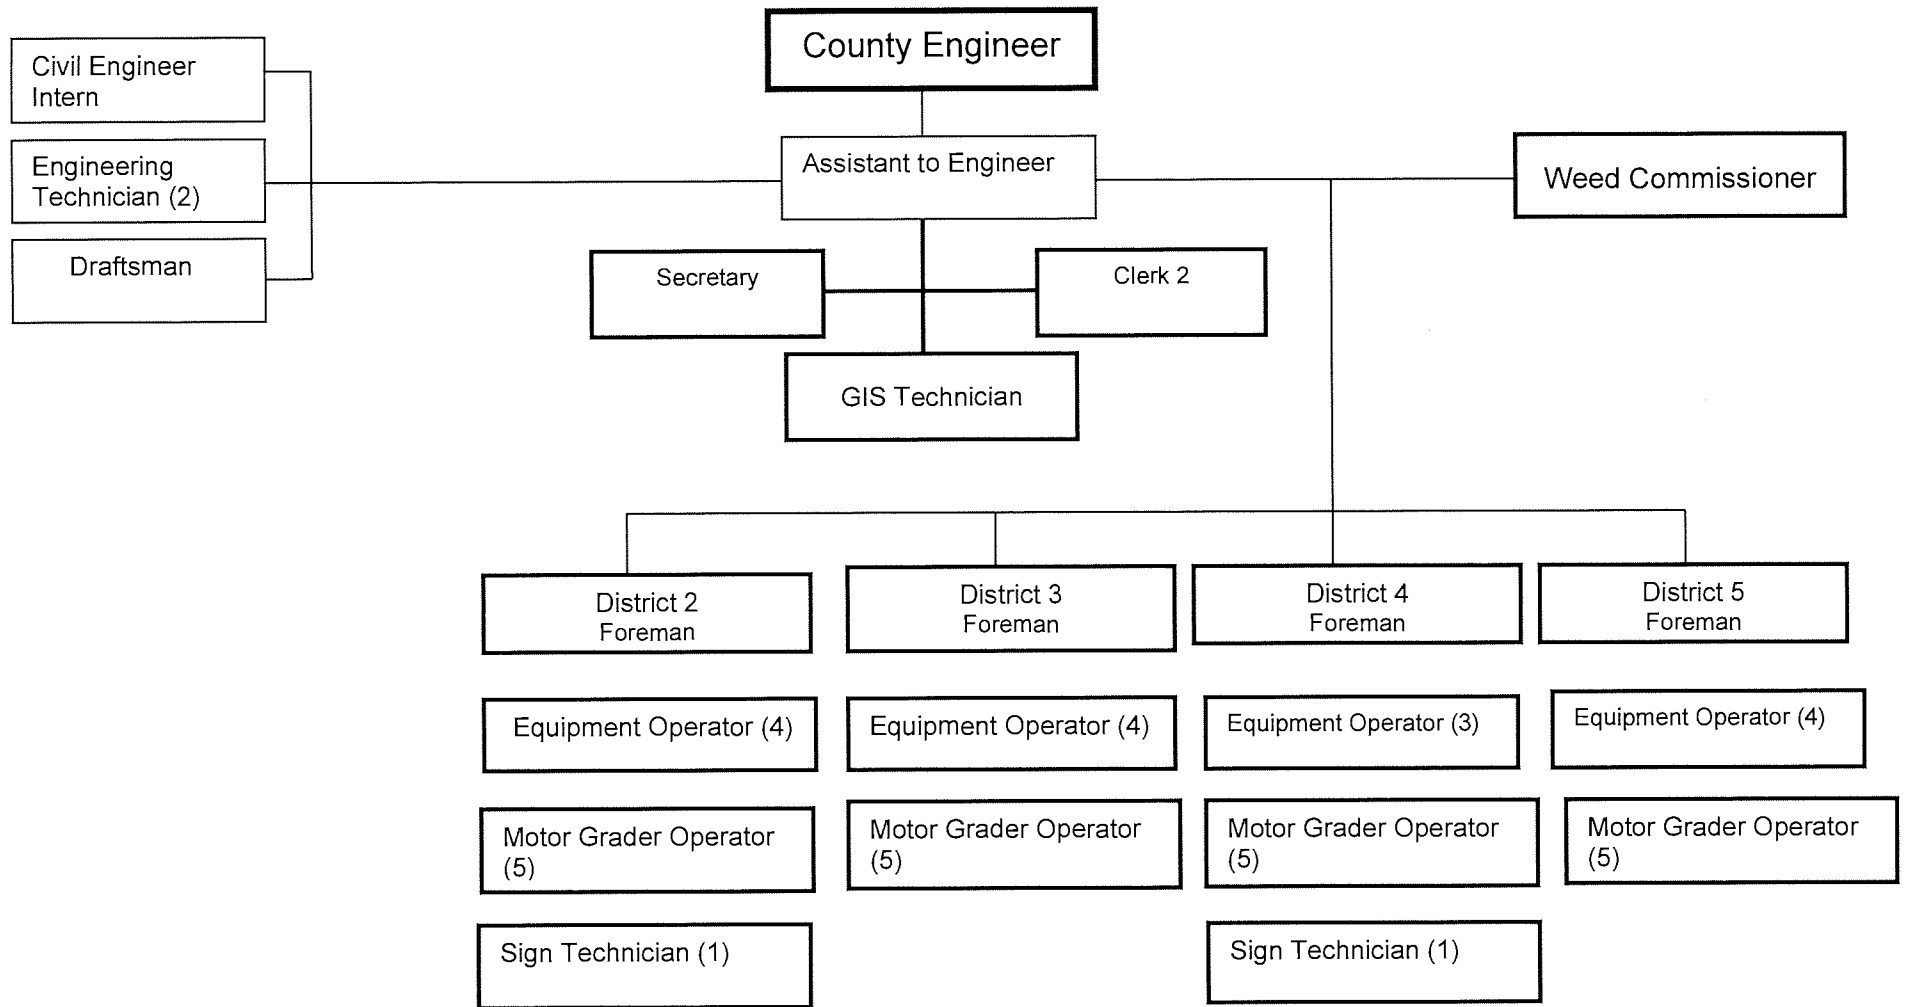 County Engineer
Civil Engineer
Intern
Engineering
Technician (2)
Draftsman
Assistant to Engineer
Weed Commissioner
Secretary
Clerk 2
GIS Technician
District 2
Foreman
District 3
Foreman
District 4
Foreman
District 5
Foreman
Equipment Operator (4)
Equipment Operator (4)
Equipment Operator (3)
Equipment Operator (4)
Motor Grader Operator
(5)
Motor Grader Operator
(5)
Motor Grader Operator
(5)
Motor Grader Operator
(5)
Sign Technician (1)
Sign Technician (1)